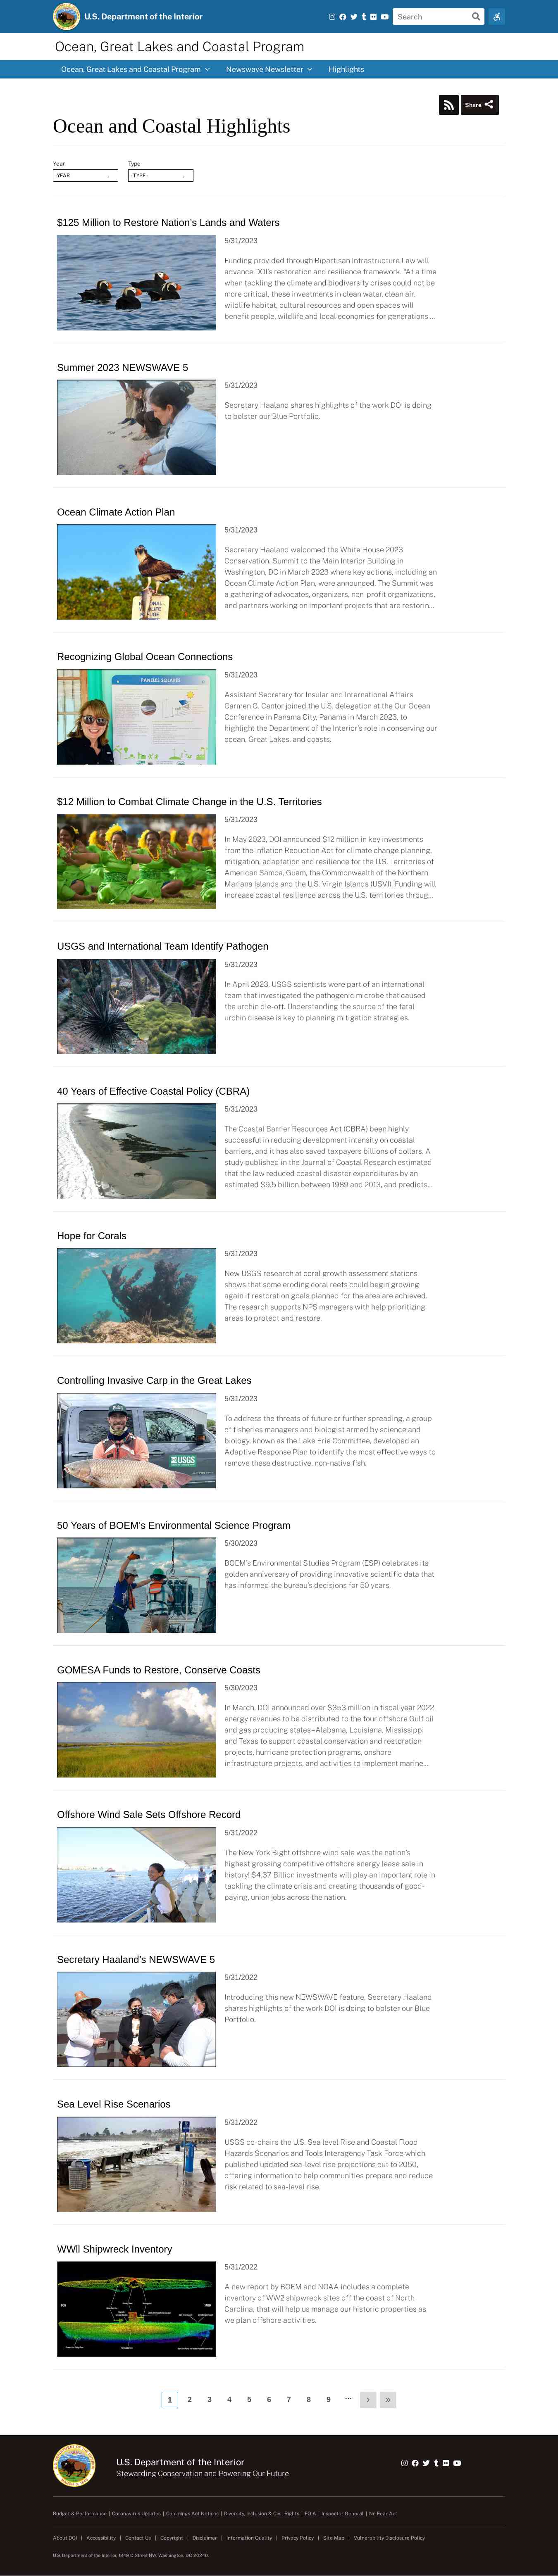 U.S. Department of the Interior
Search
Ocean, Great Lakes and Coastal Program
Ocean, Great Lakes and Coastal Program
Newswave Newsletter
Highlights
Share
Ocean and Coastal Highlights
Year
Type
-YEAR
- TYPE -
$125 Million to Restore Nation's Lands and Waters
5/31/2023
Funding provided through Bipartisan Infrastructure Law will
advance DOI's restoration and resilience framework. "At a time
when tackling the climate and biodiversity crises could not be
more critical, these investments in clean water, clean air,
wildlife habitat, cultural resources and open spaces will
benefit people, wildlife and local economies for generations ...
Summer 2023 NEWSWAVE 5
5/31/2023
Secretary Haaland shares highlights of the work DOI is doing
to bolster our Blue Portfolio.
Ocean Climate Action Plan
5/31/2023
Secretary Haaland welcomed the White House 2023
Conservation. Summit to the Main Interior Building in
Washington, DC in March 2023 where key actions, including an
Ocean Climate Action Plan, were announced. The Summit was
a gathering of advocates, organizers, non-profit organizations,
and partners working on important projects that are restorin...
Recognizing Global Ocean Connections
PANELES SOLARES
5/31/2023
Assistant Secretary for Insular and International Affairs
Carmen G. Cantor joined the U.S. delegation at the Our Ocean
Conference in Panama City, Panama in March 2023, to
highlight the Department of the Interior's role in conserving our
ocean, Great Lakes, and coasts.
$12 Million to Combat Climate Change in the U.S. Territories
5/31/2023
In May 2023, DOI announced $12 million in key investments
from the Inflation Reduction Act for climate change planning,
mitigation, adaptation and resilience for the U.S. Territories of
American Samoa, Guam, the Commonwealth of the Northern
Mariana Islands and the U.S. Virgin Islands (USVI). Funding will
increase coastal resilience across the U.S. territories throug...
USGS and International Team Identify Pathogen
5/31/2023
In April 2023, USGS scientists were part of an international
team that investigated the pathogenic microbe that caused
the urchin die-off. Understanding the source of the fatal
urchin disease is key to planning mitigation strategies.
40 Years of Effective Coastal Policy (CBRA)
5/31/2023
The Coastal Barrier Resources Act (CBRA) been highly
successful in reducing development intensity on coastal
barriers, and it has also saved taxpayers billions of dollars. A
study published in the Journal of Coastal Research estimated
that the law reduced coastal disaster expenditures by an
estimated $9.5 billion between 1989 and 2013, and predicts...
Hope for Corals
5/31/2023
New USGS research at coral growth assessment stations
shows that some eroding coral reefs could begin growing
again if restoration goals planned for the area are achieved.
The research supports NPS managers with help prioritizing
areas to protect and restore.
Controlling Invasive Carp in the Great Lakes
USGS
5/31/2023
To address the threats of future or further spreading, a group
of fisheries managers and biologist armed by science and
biology, known as the Lake Erie Committee, developed an
Adaptive Response Plan to identify the most effective ways to
remove these destructive, non-native fish.
50 Years of BOEM's Environmental Science Program
5/30/2023
BOEM's Environmental Studies Program (ESP) celebrates its
golden anniversary of providing innovative scientific data that
has informed the bureau's decisions for 50 years.
GOMESA Funds to Restore, Conserve Coasts
5/30/2023
In March, DOI announced over $353 million in fiscal year 2022
energy revenues to be distributed to the four offshore Gulf oil
and gas producing states–Alabama, Louisiana, Mississippi
and Texas to support coastal conservation and restoration
projects, hurricane protection programs, onshore
infrastructure projects, and activities to implement marine...
Offshore Wind Sale Sets Offshore Record
5/31/2022
The New York Bight offshore wind sale was the nation's
highest grossing competitive offshore energy lease sale in
history! $4.37 Billion investments will play an important role in
tackling the climate crisis and creating thousands of good-
paying, union jobs across the nation.
Secretary Haaland's NEWSWAVE 5
5/31/2022
Introducing this new NEWSWAVE feature, Secretary Haaland
shares highlights of the work DOI is doing to bolster our Blue
Portfolio.
Sea Level Rise Scenarios
5/31/2022
USGS co-chairs the U.S. Sea level Rise and Coastal Flood
Hazards Scenarios and Tools Interagency Task Force which
published updated sea-level rise projections out to 2050,
offering information to help communities prepare and reduce
risk related to sea-level rise.
WWll Shipwreck Inventory
5/31/2022
A new report by BOEM and NOAA includes a complete
inventory of WW2 shipwreck sites off the coast of North
Carolina, that will help us manage our historic properties as
we plan offshore activities.
1 2 3 4 5 6 7 8 9 ... › »
U.S. Department of the Interior
Stewarding Conservation and Powering Our Future
Budget & Performance | Coronavirus Updates | Cummings Act Notices | Diversity, Inclusion & Civil Rights | FOIA | Inspector General | No Fear Act
About DOI | Accessibility | Contact Us | Copyright | Disclaimer | Information Quality | Privacy Policy | Site Map | Vulnerability Disclosure Policy
U.S. Department of the Interior, 1849 C Street NW, Washington, DC 20240.